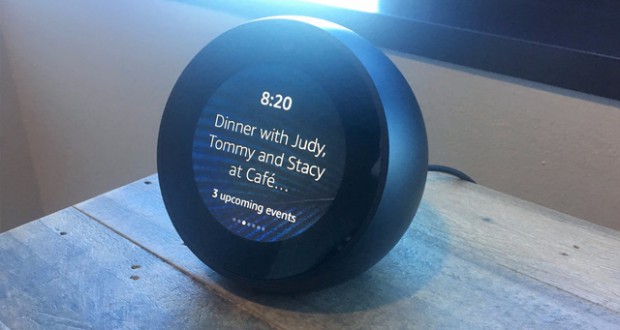 8:20
Dinner with Judy,
Tommy and Stacy
at Café...
3 upcoming events